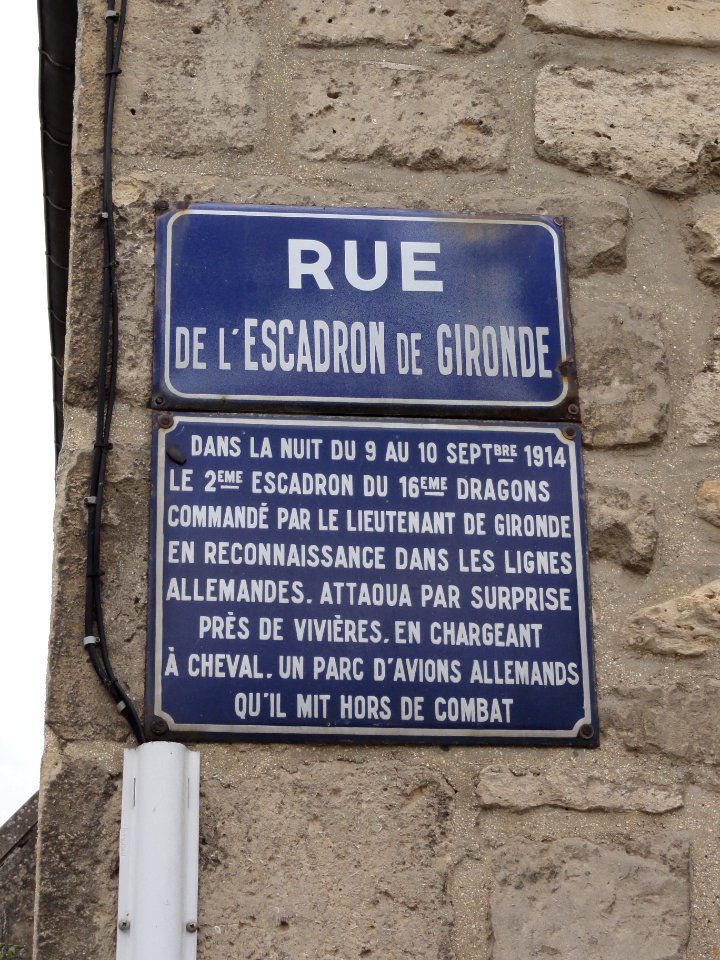 RUE
DE L'ESCADRON DE GIRONDE
DANS LA NUIT DU 9 AU 10 SEPTBRE 1914
LE 2EME ESCADRON DU 16EME DRAGONS
COMMANDÉ PAR LE LIEUTENANT DE GIRONDE
EN RECONNAISSANCE DANS LES LIGNES
ALLEMANDES. ATTAQUA PAR SURPRISE
PRÈS DE VIVIÈRES. EN CHARGEANT
À CHEVAL. UN PARC D'AVIONS ALLEMANDS
QU'IL MIT HORS DE COMBAT